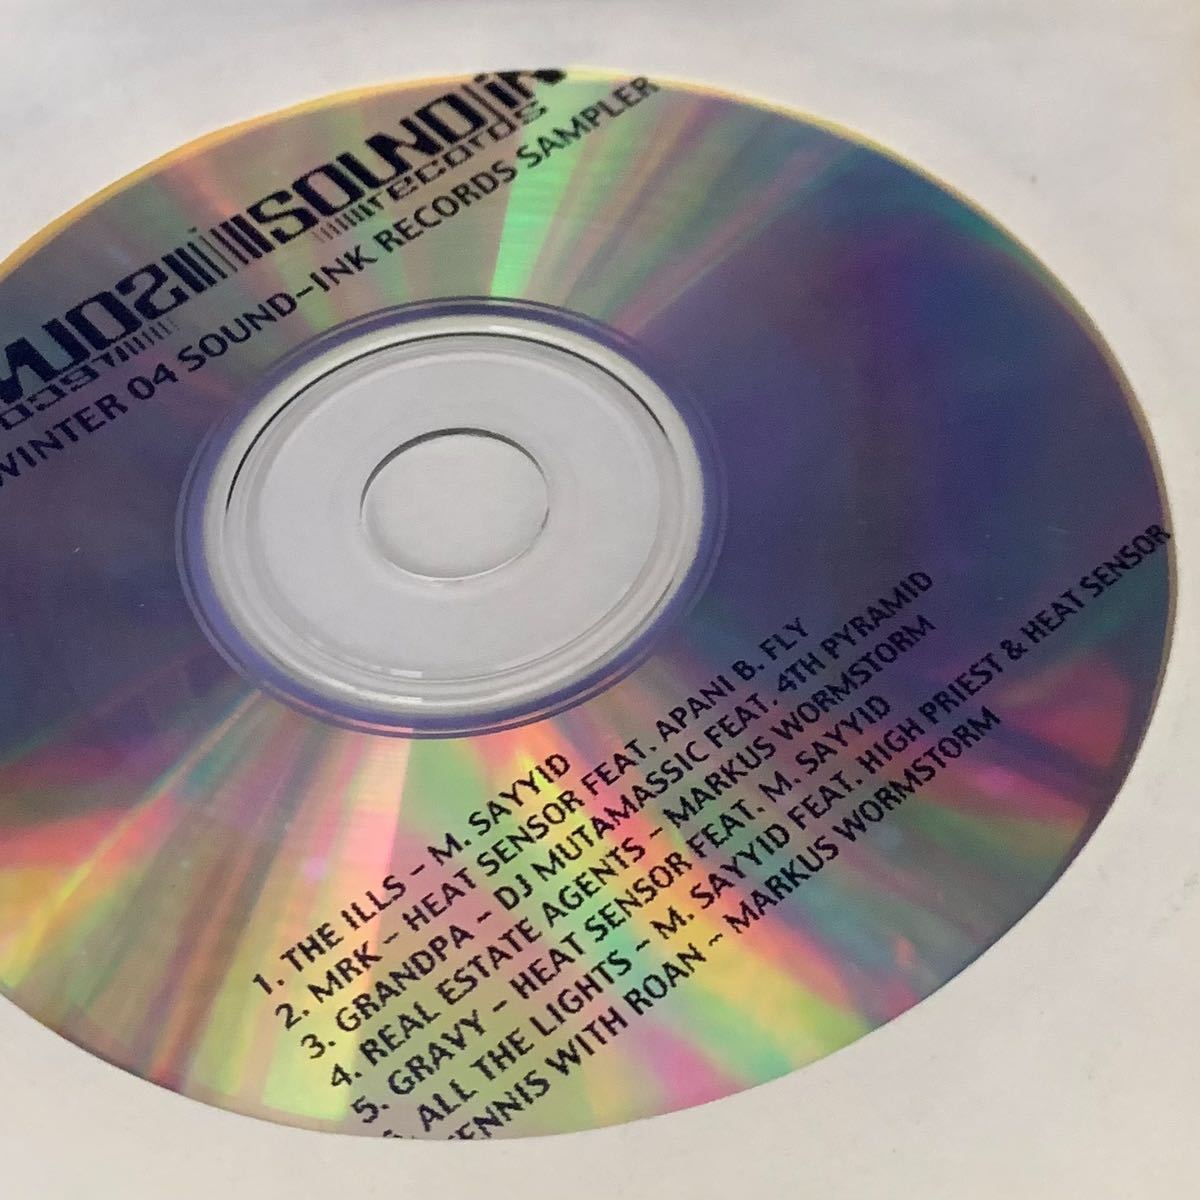 SOUND iN
records
WINTER 04 SOUND-INK RECORDS SAMPLER
1. THE ILLS - M. SAYYID
2. MRK - HEAT SENSOR FEAT. APANI B. FLY
3. GRANDPA - DJ MUTAMASSIC FEAT. 4TH PYRAMID
4. REAL ESTATE AGENTS - MARKUS WORMSTORM
5. GRAVY - HEAT SENSOR FEAT. M. SAYYID
ALL THE LIGHTS - M. SAYYID FEAT. HIGH PRIEST & HEAT SENSOR
ENNIS WITH ROAN - MARKUS WORMSTORM